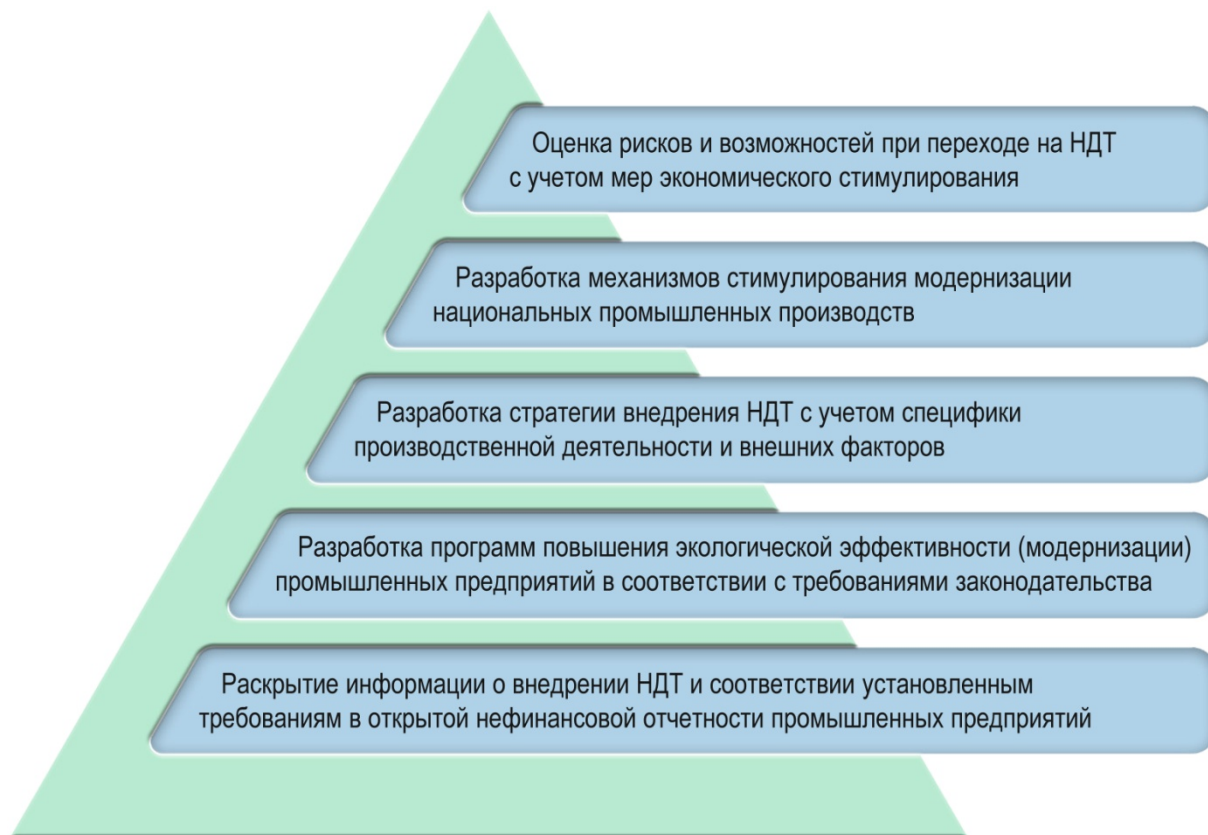 Оценка рисков и возможностей при переходе на НДТ
с учетом мер экономического стимулирования
Разработка механизмов стимулирования модернизации
национальных промышленных производств
Разработка стратегии внедрения НДТ с учетом специфики
производственной деятельности и внешних факторов
Разработка программ повышения экологической эффективности (модернизации)
промышленных предприятий в соответствии с требованиями законодательства
Раскрытие информации о внедрении НДТ и соответствии установленным
требованиям в открытой нефинансовой отчетности промышленных предприятий